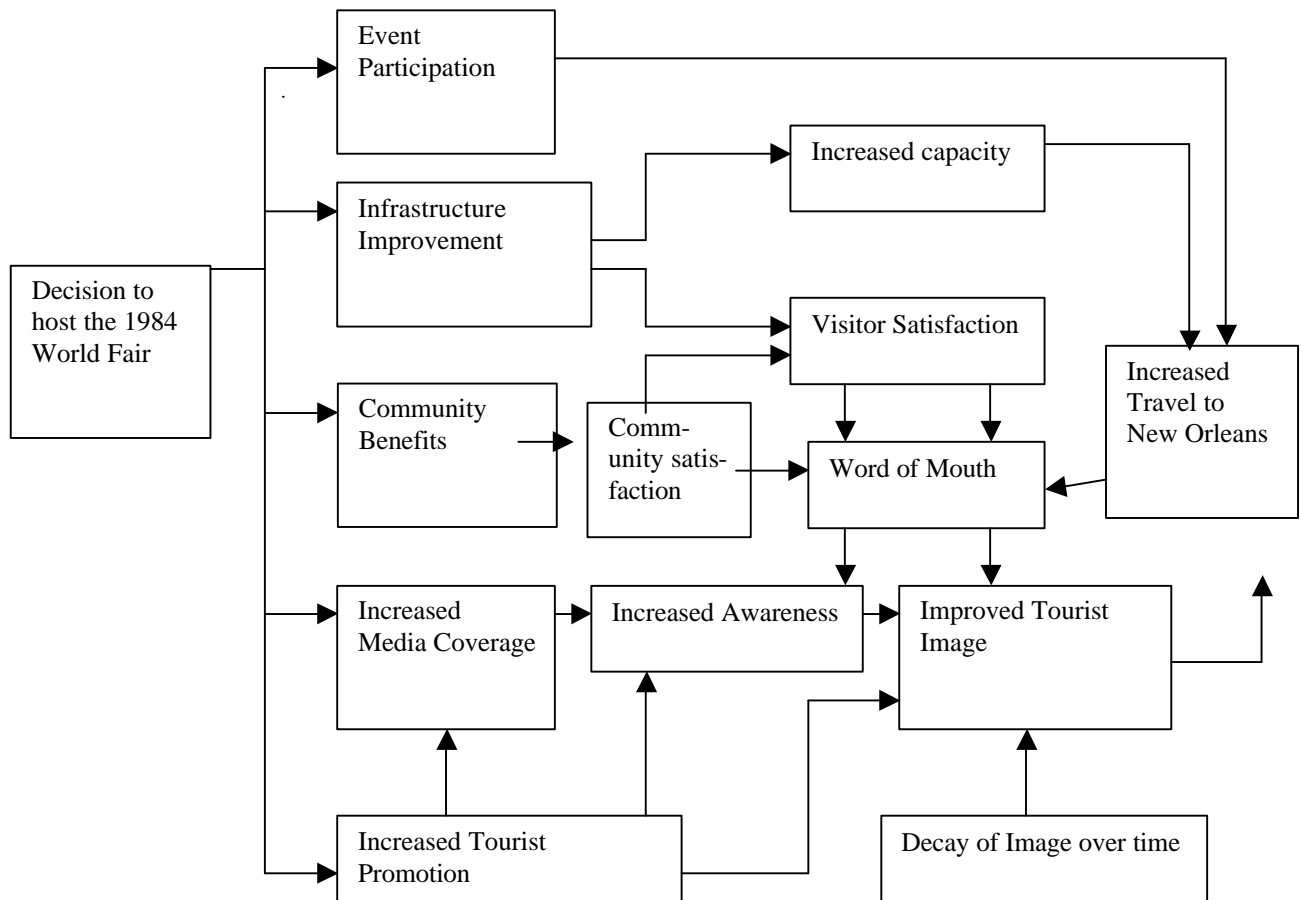 Event
Participation
Increased capacity
Infrastructure
Improvement
Decision to
host the 1984
World Fair
Visitor Satisfaction
Increased
Travel to
New Orleans
Community
Benefits
Comm-
unity satis-
faction
Word of Mouth
Increased
Media Coverage
Increased Awareness
Improved Tourist
Image
Increased Tourist
Promotion
Decay of Image over time